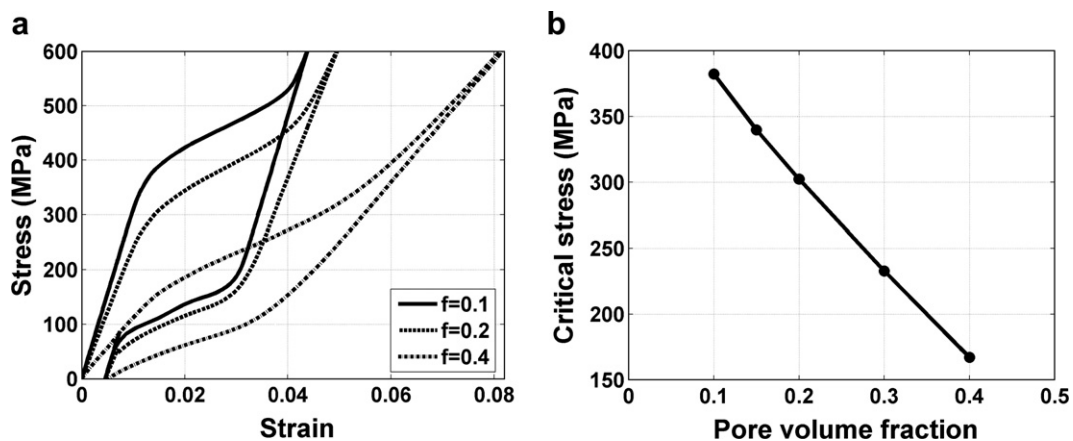 a
600
500
400
300
200
100
0
Stress (MPa)
0
0.02
0.04
0.06
0.08
Strain
f=0.1
f=0.2
f=0.4
b
400
350
300
250
200
150
Critical stress (MPa)
0
0.1
0.2
0.3
0.4
0.5
Pore volume fraction